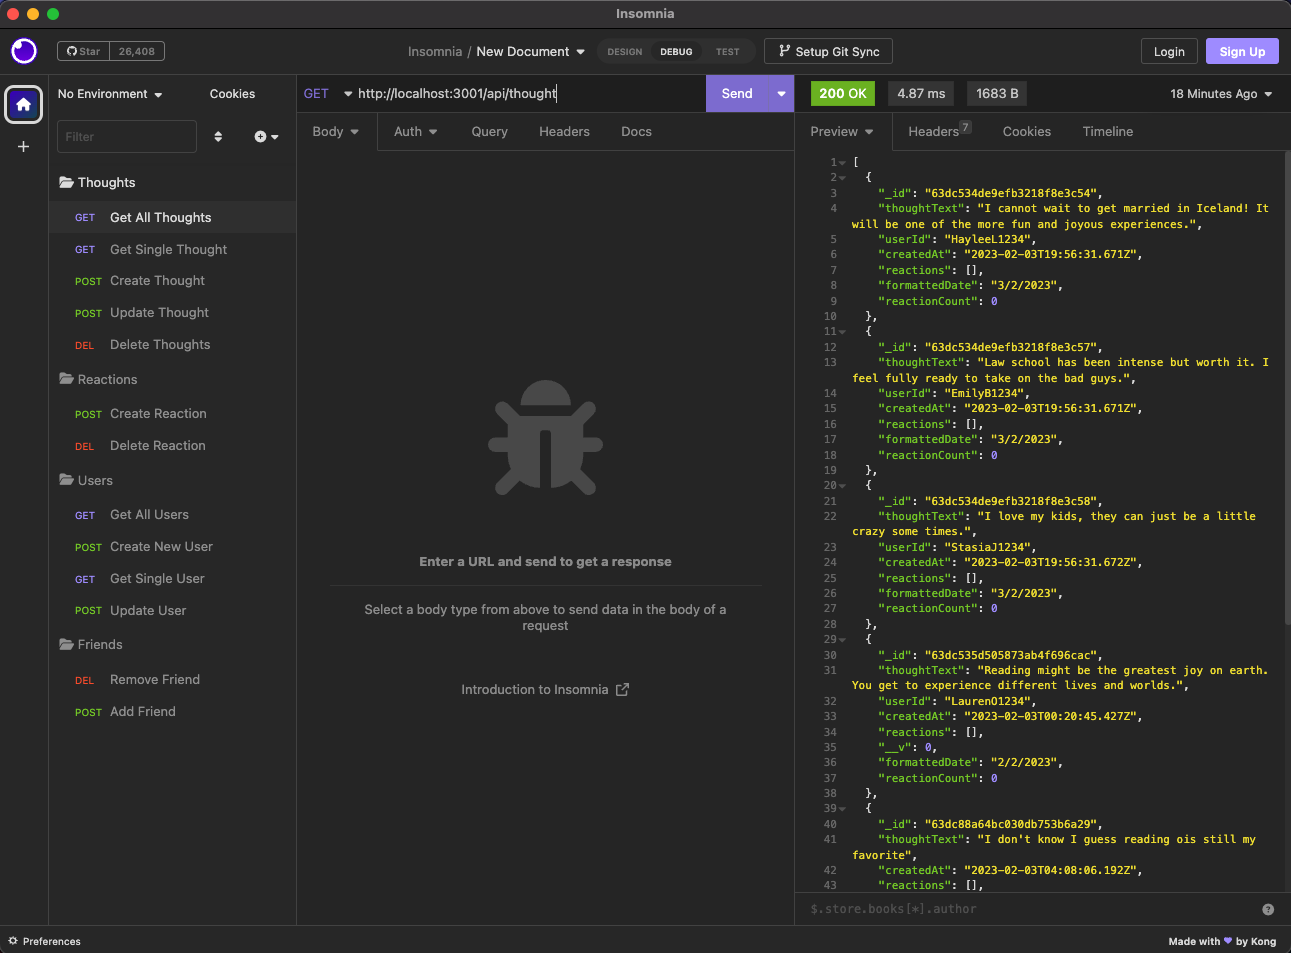 Insomnia
Star 26,408
Insomnia / New Document
DESIGN DEBUG TEST
Setup Git Sync
Login
Sign Up
No Environment
Cookies
Filter
Thoughts
GET Get All Thoughts
GET Get Single Thought
POST Create Thought
POST Update Thought
DEL Delete Thoughts
Reactions
POST Create Reaction
DEL Delete Reaction
Users
GET Get All Users
POST Create New User
GET Get Single User
POST Update User
Friends
DEL Remove Friend
POST Add Friend
GET http://localhost:3001/api/thought
Send
Body Auth Query Headers Docs
Enter a URL and send to get a response
Select a body type from above to send data in the body of a
request
Introduction to Insomnia
200 OK 4.87 ms 1683 B 18 Minutes Ago
Preview Headers 7 Cookies Timeline
1 [
2 {
3 "_id": "63dc534de9efb3218f8e3c54",
4 "thoughtText": "I cannot wait to get married in Iceland! It
will be one of the more fun and joyous experiences.",
5 "userId": "HayleeL1234",
6 "createdAt": "2023-02-03T19:56:31.671Z",
7 "reactions": [],
8 "formattedDate": "3/2/2023",
9 "reactionCount": 0
10 },
11 {
12 "_id": "63dc534de9efb3218f8e3c57",
13 "thoughtText": "Law school has been intense but worth it. I
feel fully ready to take on the bad guys.",
14 "userId": "EmilyB1234",
15 "createdAt": "2023-02-03T19:56:31.671Z",
16 "reactions": [],
17 "formattedDate": "3/2/2023",
18 "reactionCount": 0
19 },
20 {
21 "_id": "63dc534de9efb3218f8e3c58",
22 "thoughtText": "I love my kids, they can just be a little
crazy some times.",
23 "userId": "StasiaJ1234",
24 "createdAt": "2023-02-03T19:56:31.672Z",
25 "reactions": [],
26 "formattedDate": "3/2/2023",
27 "reactionCount": 0
28 },
29 {
30 "_id": "63dc535d505873ab4f696cac",
31 "thoughtText": "Reading might be the greatest joy on earth.
You get to experience different lives and worlds.",
32 "userId": "LaurenO1234",
33 "createdAt": "2023-02-03T00:20:45.427Z",
34 "reactions": [],
35 "__v": 0,
36 "formattedDate": "2/2/2023",
37 "reactionCount": 0
38 },
39 {
40 "_id": "63dc88a64bc030db753b6a29",
41 "thoughtText": "I don't know I guess reading ois still my
favorite",
42 "createdAt": "2023-02-03T04:08:06.192Z",
43 "reactions": [],
$.store.books[*].author
Preferences
Made with ♥ by Kong